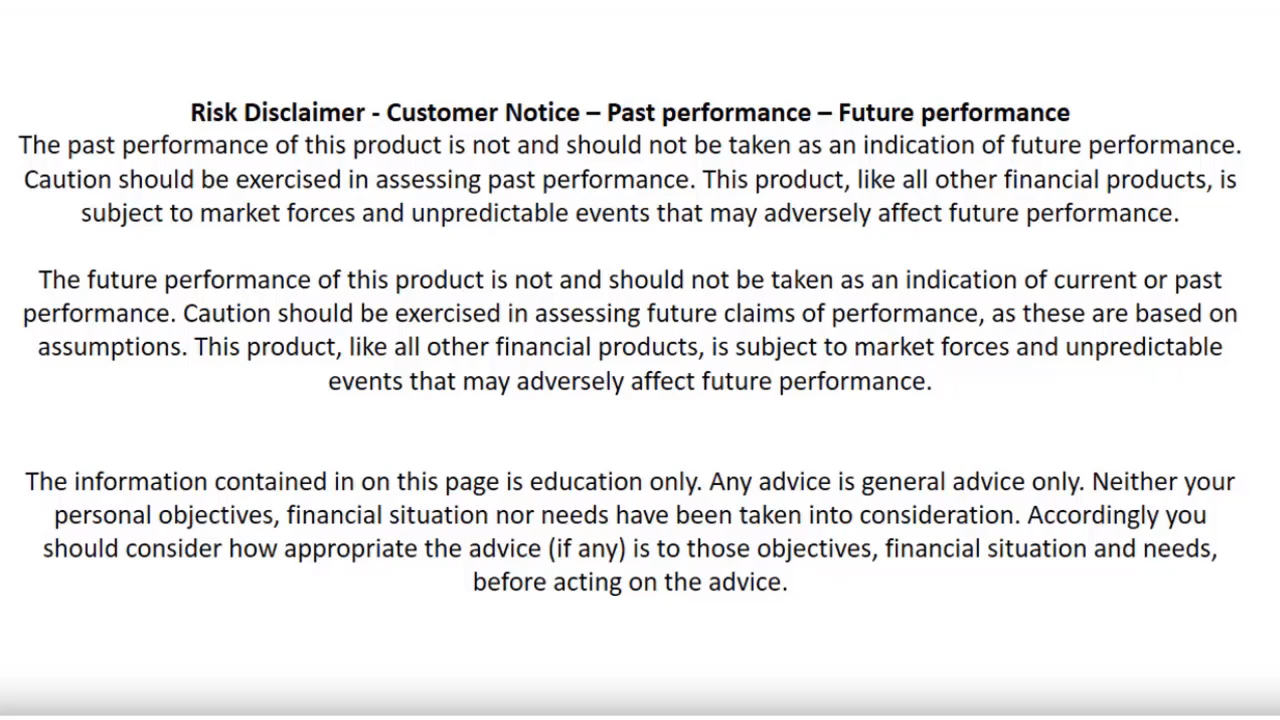 Risk Disclaimer - Customer Notice – Past performance – Future performance
The past performance of this product is not and should not be taken as an indication of future performance.
Caution should be exercised in assessing past performance. This product, like all other financial products, is
subject to market forces and unpredictable events that may adversely affect future performance.
The future performance of this product is not and should not be taken as an indication of current or past
performance. Caution should be exercised in assessing future claims of performance, as these are based on
assumptions. This product, like all other financial products, is subject to market forces and unpredictable
events that may adversely affect future performance.
The information contained in on this page is education only. Any advice is general advice only. Neither your
personal objectives, financial situation nor needs have been taken into consideration. Accordingly you
should consider how appropriate the advice (if any) is to those objectives, financial situation and needs,
before acting on the advice.